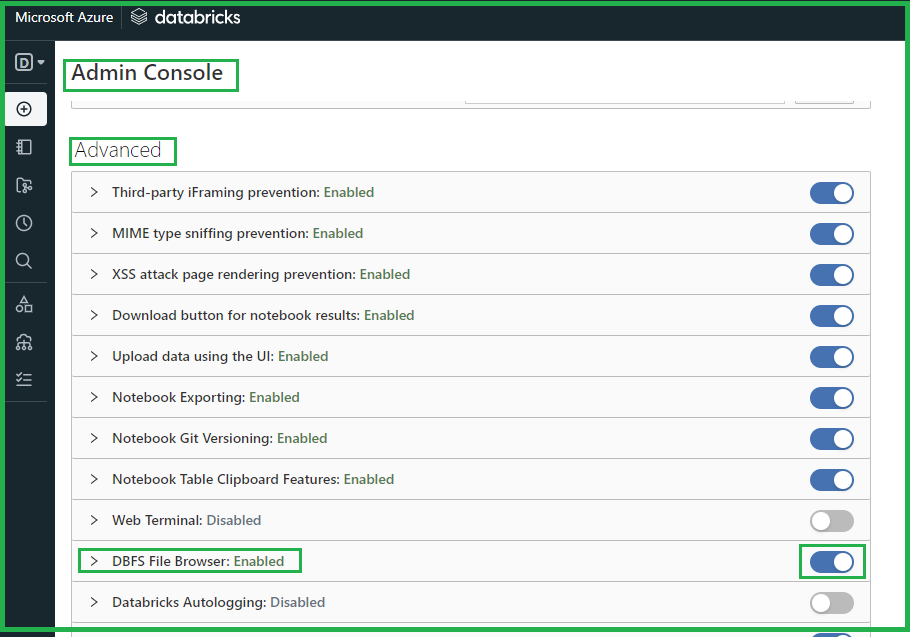 Microsoft Azure databricks
D
Admin Console
Advanced
Third-party iFraming prevention: Enabled
MIME type sniffing prevention: Enabled
XSS attack page rendering prevention: Enabled
Download button for notebook results: Enabled
Upload data using the UI: Enabled
Notebook Exporting: Enabled
Notebook Git Versioning: Enabled
Notebook Table Clipboard Features: Enabled
Web Terminal: Disabled
DBFS File Browser: Enabled
Databricks Autologging: Disabled